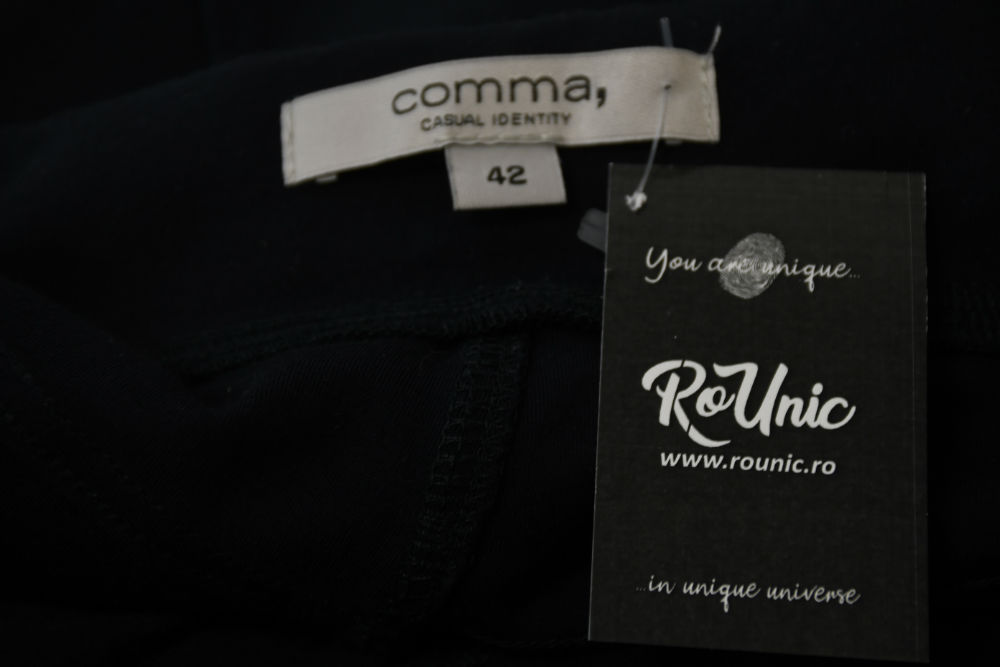 comma,
CASUAL IDENTITY
42
You are unique...
RoUnic
www.rounic.ro
...in unique universe